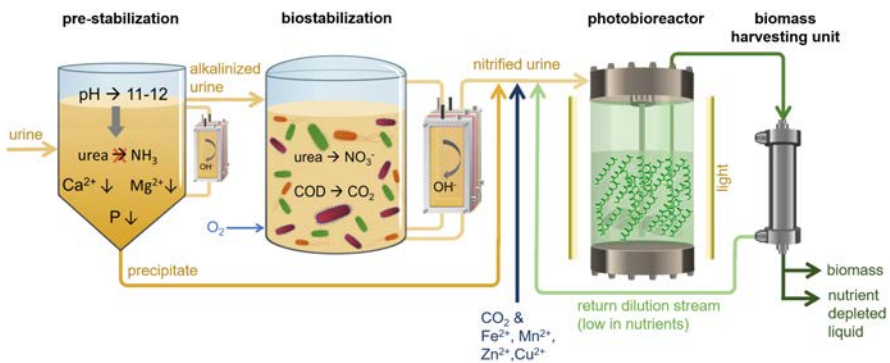 pre-stabilization
biostabilization
photobioreactor
biomass
harvesting unit
urine
pH → 11-12
urea → NH₃
Ca²⁺ ↓ Mg²⁺ ↓
P ↓
OH⁻
alkalinized
urine
urea → NO₃⁻
COD → CO₂
O₂
OH⁻
precipitate
nitrified urine
CO₂ &
Fe²⁺, Mn²⁺,
Zn²⁺,Cu²⁺
light
return dilution stream
(low in nutrients)
biomass
nutrient
depleted
liquid